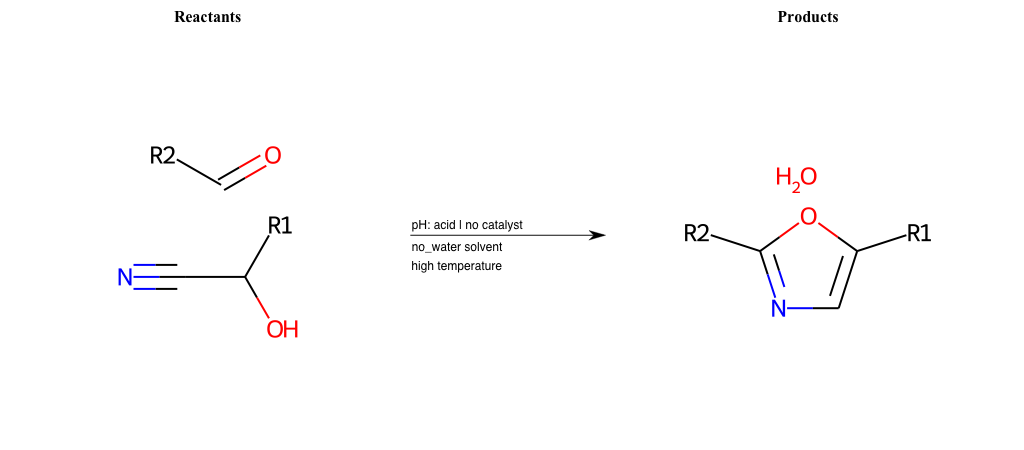 Reactants
Products
R2
O
R1
N
OH
pH: acid | no catalyst
no_water solvent
high temperature
H2O
O
R2
R1
N